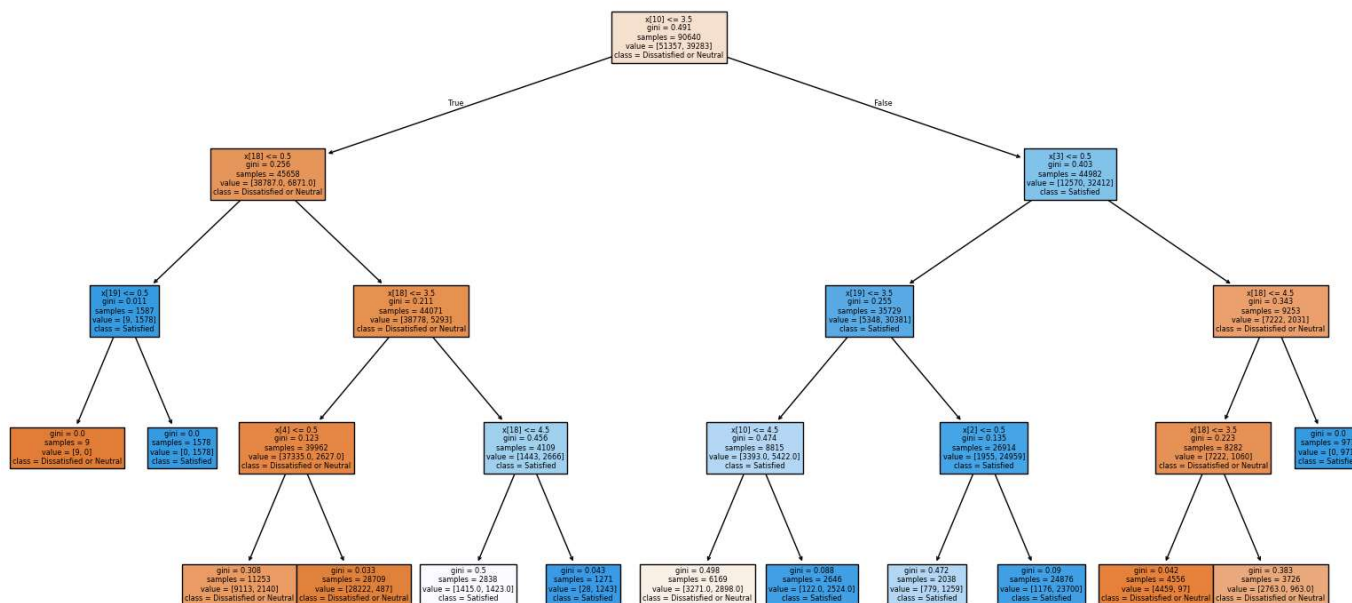 x[10] <= 3.5
gini = 0.491
samples = 90640
value = [51357, 39283]
class = Dissatisfied or Neutral
True
False
x[18] <= 0.5
gini = 0.256
samples = 45658
value = [38787.0, 6871.0]
class = Dissatisfied or Neutral
x[3] <= 0.5
gini = 0.403
samples = 44982
value = [12570, 32412]
class = Satisfied
x[19] <= 0.5
gini = 0.011
samples = 1587
value = [9, 1578]
class = Satisfied
x[18] <= 3.5
gini = 0.211
samples = 44071
value = [38778, 5293]
class = Dissatisfied or Neutral
x[19] <= 3.5
gini = 0.255
samples = 35729
value = [5348, 30381]
class = Satisfied
x[18] <= 4.5
gini = 0.343
samples = 9253
value = [7222, 2031]
class = Dissatisfied or Neutral
gini = 0.0
samples = 9
value = [9, 0]
class = Dissatisfied or Neutral
gini = 0.0
samples = 1578
value = [0, 1578]
class = Satisfied
x[4] <= 0.5
gini = 0.123
samples = 39962
value = [37335.0, 2627.0]
class = Dissatisfied or Neutral
x[18] <= 4.5
gini = 0.456
samples = 4109
value = [1443, 2666]
class = Satisfied
x[10] <= 4.5
gini = 0.474
samples = 8815
value = [3393.0, 5422.0]
class = Satisfied
x[2] <= 0.5
gini = 0.135
samples = 26914
value = [1955, 24959]
class = Satisfied
x[18] <= 3.5
gini = 0.223
samples = 8282
value = [7222, 1060]
class = Dissatisfied or Neutral
gini = 0.0
samples = 97
value = [0, 97
class = Satisfie
gini = 0.308
samples = 11253
value = [9113, 2140]
class = Dissatisfied or Neutral
gini = 0.033
samples = 28709
value = [28222, 487]
class = Dissatisfied or Neutral
gini = 0.5
samples = 2838
value = [1415.0, 1423.0]
class = Satisfied
gini = 0.043
samples = 1271
value = [28, 1243]
class = Satisfied
gini = 0.498
samples = 6169
value = [3271.0, 2898.0]
class = Dissatisfied or Neutral
gini = 0.088
samples = 2646
value = [122.0, 2524.0]
class = Satisfied
gini = 0.472
samples = 2038
value = [779, 1259]
class = Satisfied
gini = 0.09
samples = 24876
value = [1176, 23700]
class = Satisfied
gini = 0.042
samples = 4556
value = [4459, 97]
class = Dissatisfied or Neutral
gini = 0.383
samples = 3726
value = [2763.0, 963.0]
class = Dissatisfied or Neutral